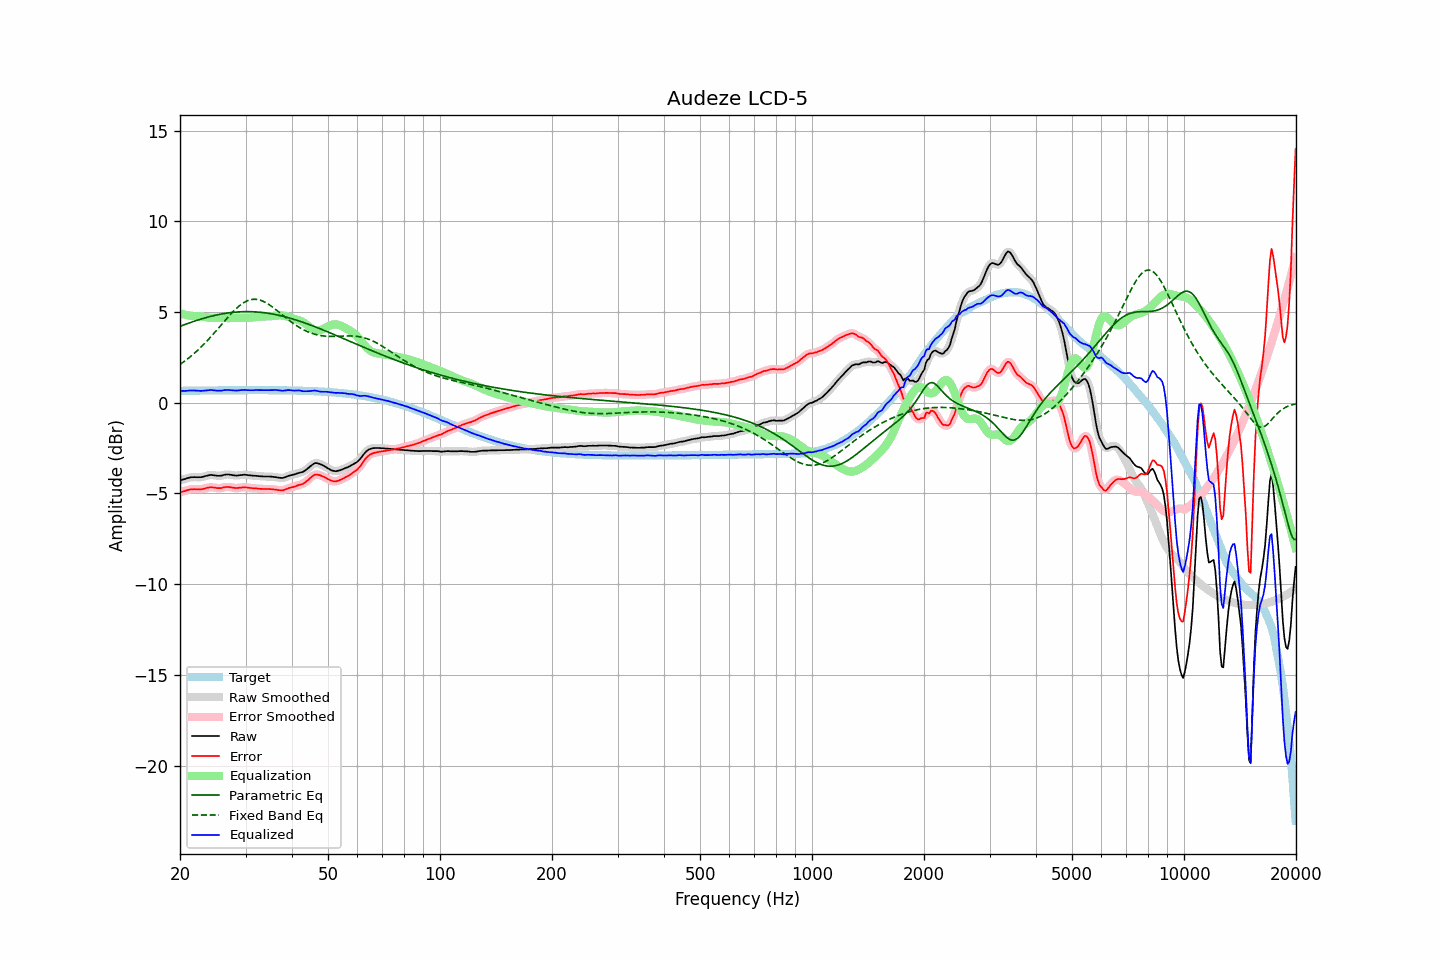 Audeze LCD-5
Amplitude (dBr)
15
10
5
0
−5
−10
−15
−20
Target
Raw Smoothed
Error Smoothed
Raw
Error
Equalization
Parametric Eq
Fixed Band Eq
Equalized
20 50 100 200 500 1000 2000 5000 10000 20000
Frequency (Hz)